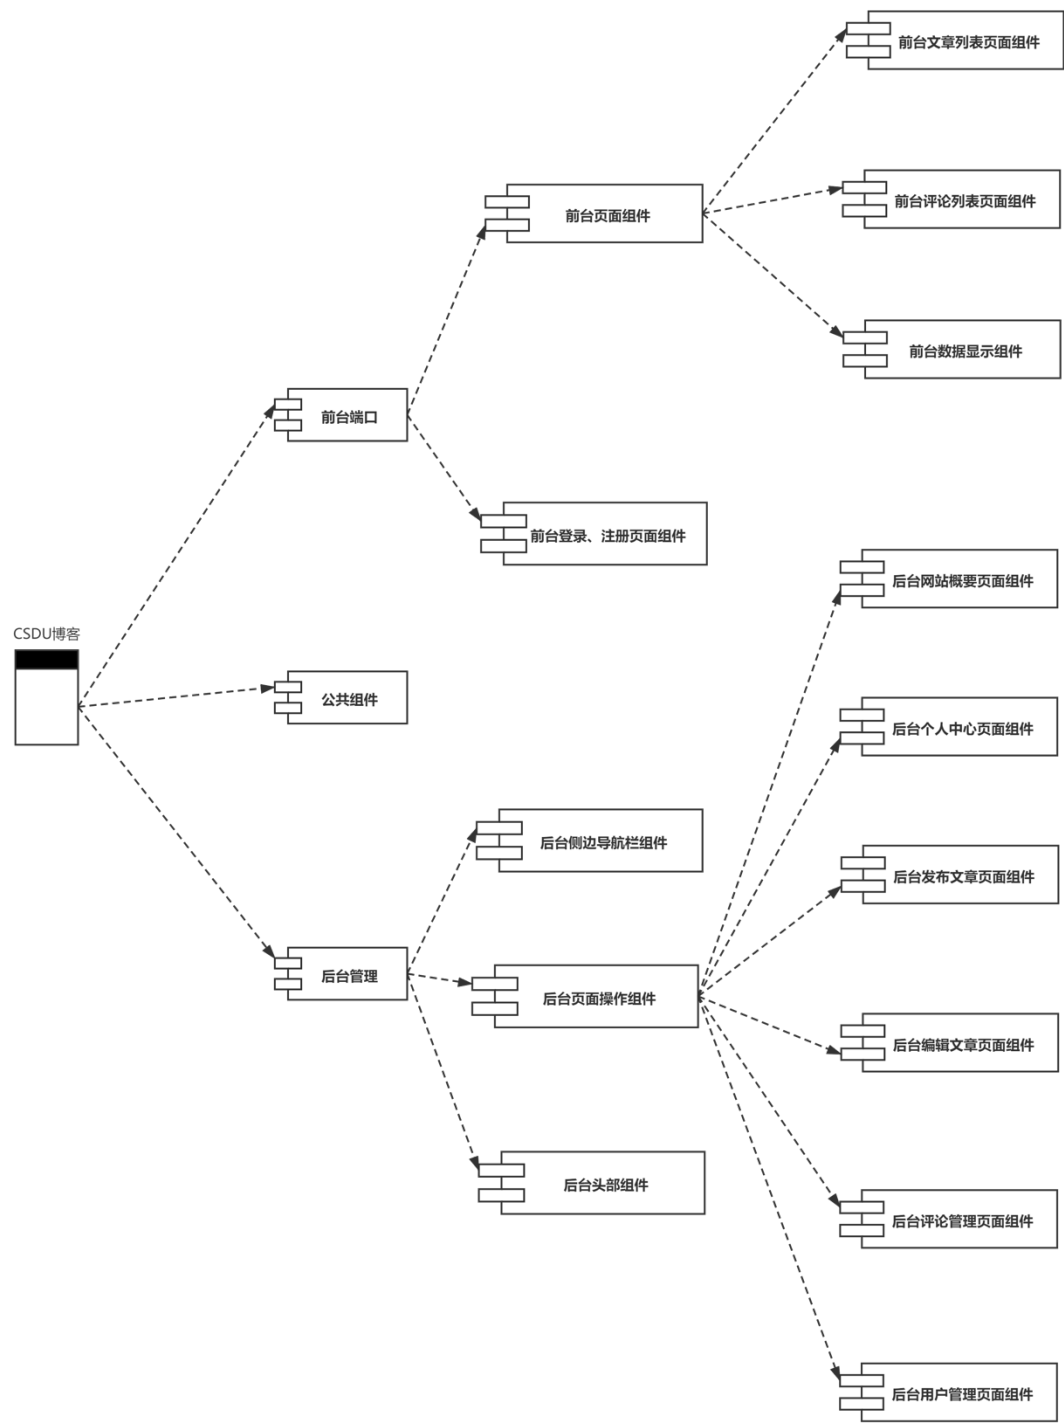 前台文章列表页面组件
前台评论列表页面组件
前台页面组件
前台数据显示组件
前台端口
前台登录、注册页面组件
后台网站概要页面组件
CSDU博客
公共组件
后台个人中心页面组件
后台侧边导航栏组件
后台发布文章页面组件
后台管理
后台页面操作组件
后台编辑文章页面组件
后台头部组件
后台评论管理页面组件
后台用户管理页面组件